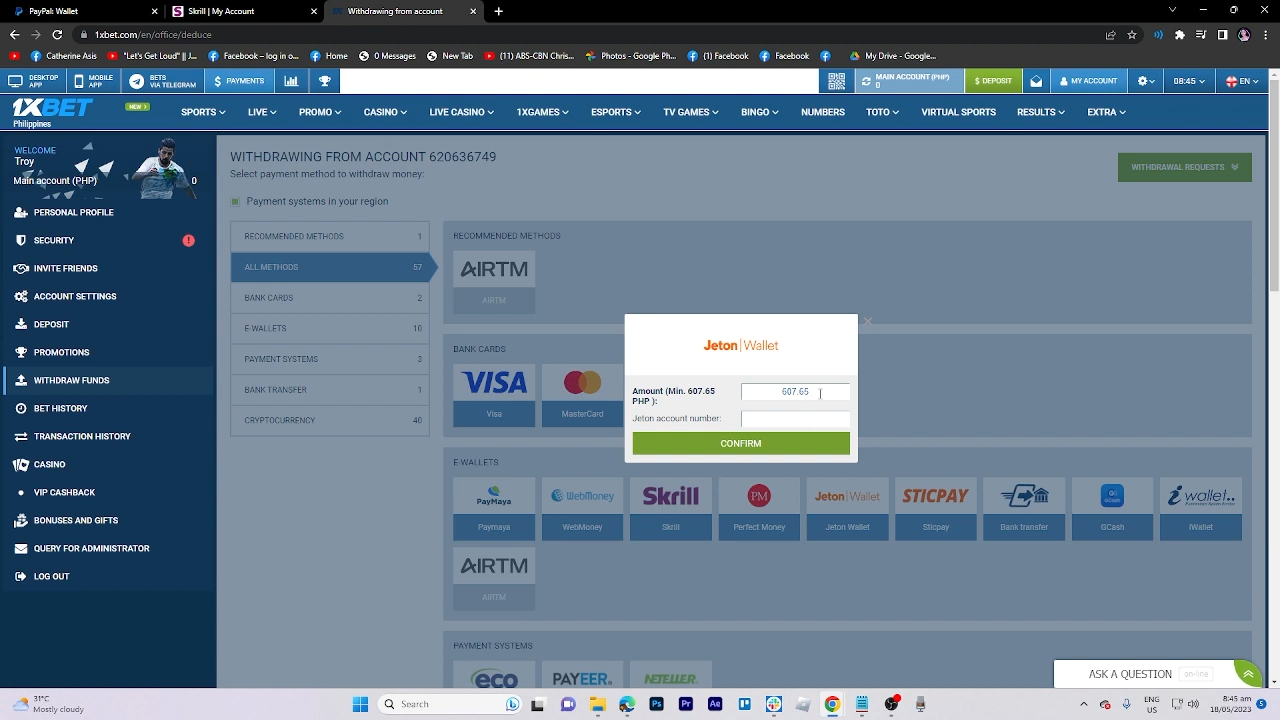 PayPal: Wallet
Skrill | My Account
Withdrawing from account
1xbet.com/en/office/deduce
Catherine Asis
"Let's Get Loud" || J...
Facebook – log in o...
Home
0 Messages
New Tab
(11) ABS-CBN Chri...
Photos - Google Ph...
(1) Facebook
Facebook
My Drive - Google...
DESKTOP APP
MOBILE APP
BETS VIA TELEGRAM
$ PAYMENTS
MAIN ACCOUNT (PHP)
0
$ DEPOSIT
MY ACCOUNT
08:45
EN
1XBET
NEW
Philippines
SPORTS
LIVE
PROMO
CASINO
LIVE CASINO
1XGAMES
ESPORTS
TV GAMES
BINGO
NUMBERS
TOTO
VIRTUAL SPORTS
RESULTS
EXTRA
WELCOME
Troy
Main account (PHP) 0
PERSONAL PROFILE
SECURITY
INVITE FRIENDS
ACCOUNT SETTINGS
DEPOSIT
PROMOTIONS
WITHDRAW FUNDS
BET HISTORY
TRANSACTION HISTORY
CASINO
VIP CASHBACK
BONUSES AND GIFTS
QUERY FOR ADMINISTRATOR
LOG OUT
WITHDRAWING FROM ACCOUNT 620636749
Select payment method to withdraw money:
WITHDRAWAL REQUESTS
Payment systems in your region
RECOMMENDED METHODS 1
ALL METHODS 57
BANK CARDS 2
E-WALLETS 10
PAYMENT SYSTEMS 3
BANK TRANSFER 1
CRYPTOCURRENCY 40
RECOMMENDED METHODS
AIRTM
AIRTM
BANK CARDS
VISA
Visa
MasterCard
Jeton | Wallet
Amount (Min. 607.65
PHP ):
607.65
Jeton account number:
CONFIRM
E-WALLETS
PayMaya
WebMoney
Skrill
PM
Jeton | Wallet
STICPAY
GCash
iwallet..
Paymaya
WebMoney
Skrill
Perfect Money
Jeton Wallet
Sticpay
Bank transfer
GCash
IWallet
AIRTM
AIRTM
PAYMENT SYSTEMS
eco
PAYEER
NETELLER
ASK A QUESTION
on-line
31°C
Mostly cloudy
Search
Ps
Pr
Ae
ENG
US
8:45 am
18/05/2023